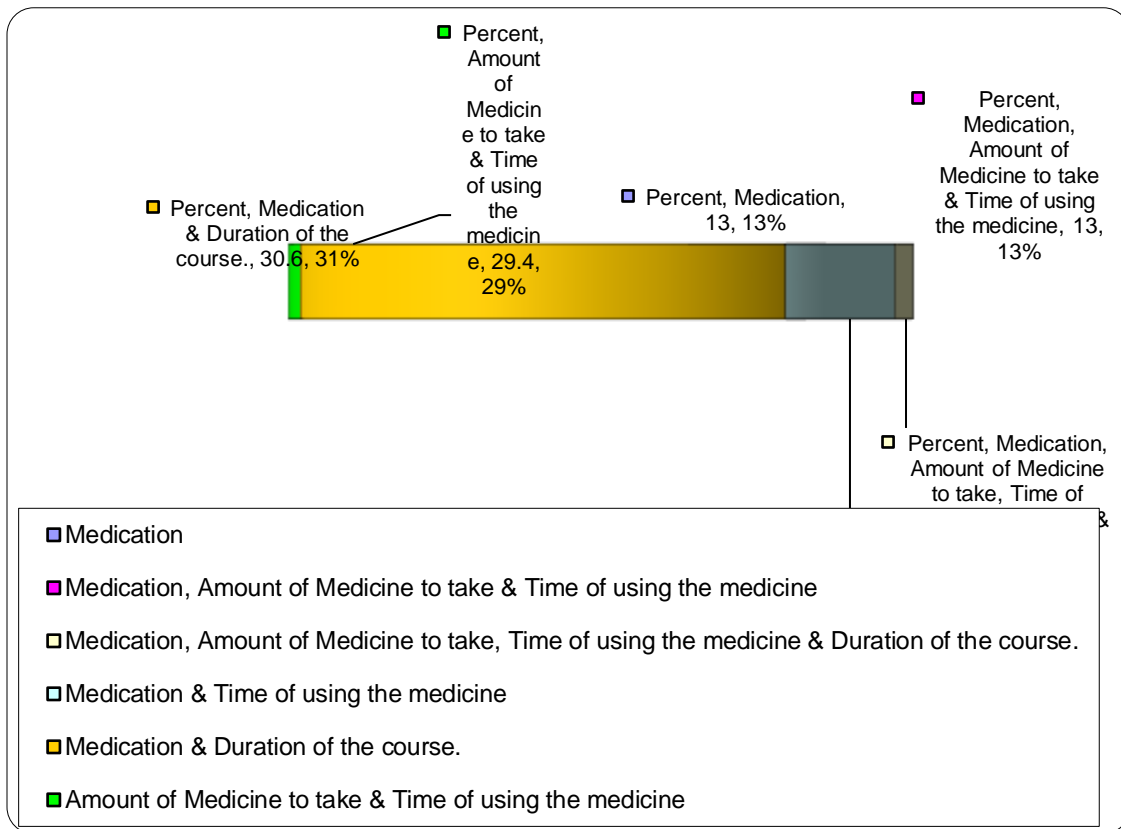 Percent,
Amount
of
Medicin
e to take
& Time
of using
the
medicin
e, 29.4,
29%
Percent,
Medication,
Amount of
Medicine to take
& Time of using
the medicine, 13,
13%
Percent, Medication
& Duration of the
course., 30.6, 31%
Percent, Medication,
13, 13%
Percent, Medication,
Amount of Medicine
to take, Time of
&
Medication
Medication, Amount of Medicine to take & Time of using the medicine
Medication, Amount of Medicine to take, Time of using the medicine & Duration of the course.
Medication & Time of using the medicine
Medication & Duration of the course.
Amount of Medicine to take & Time of using the medicine